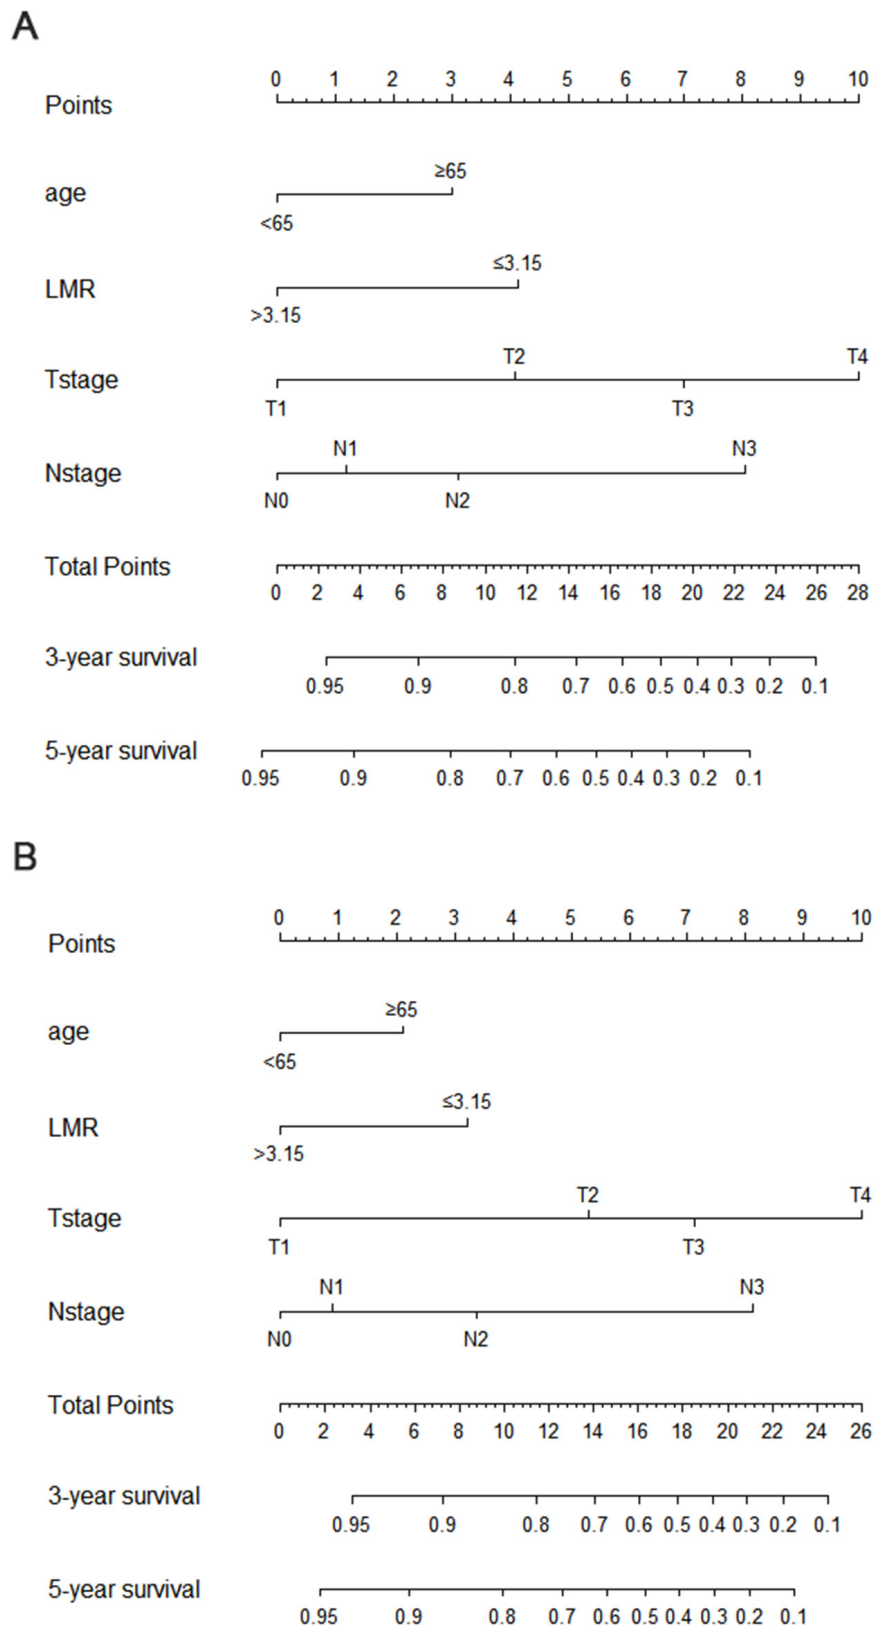 A
Points 0 1 2 3 4 5 6 7 8 9 10
≥65
age
<65
≤3.15
LMR
>3.15
T2 T4
Tstage
T1 T3
N1 N3
Nstage
N0 N2
Total Points
0 2 4 6 8 10 12 14 16 18 20 22 24 26 28
3-year survival
0.95 0.9 0.8 0.7 0.6 0.5 0.4 0.3 0.2 0.1
5-year survival
0.95 0.9 0.8 0.7 0.6 0.5 0.4 0.3 0.2 0.1
B
Points 0 1 2 3 4 5 6 7 8 9 10
≥65
age
<65
≤3.15
LMR
>3.15
T2 T4
Tstage
T1 T3
N1 N3
Nstage
N0 N2
Total Points
0 2 4 6 8 10 12 14 16 18 20 22 24 26
3-year survival
0.95 0.9 0.8 0.7 0.6 0.5 0.4 0.3 0.2 0.1
5-year survival
0.95 0.9 0.8 0.7 0.6 0.5 0.4 0.3 0.2 0.1